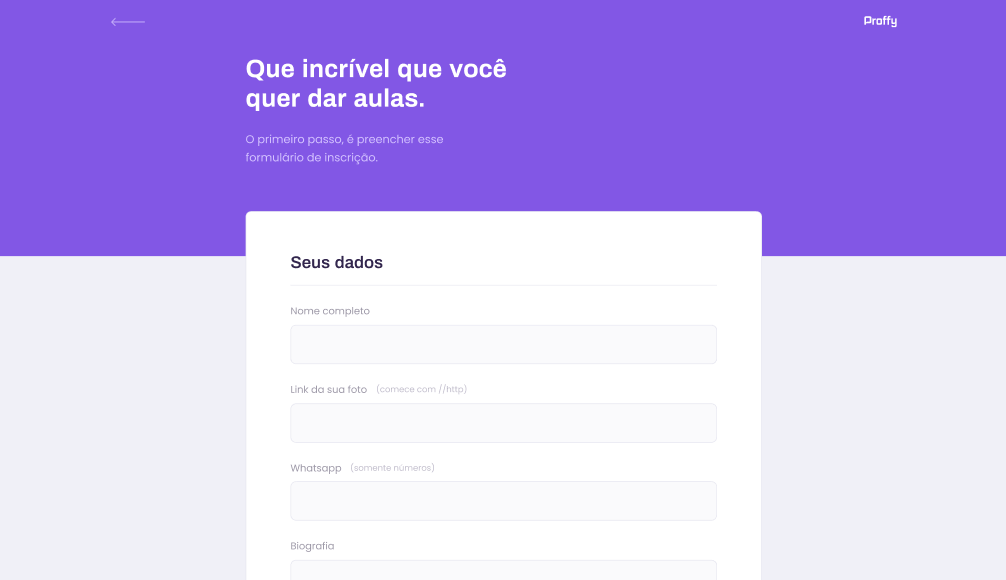 Proffy
Que incrível que você
quer dar aulas.
O primeiro passo, é preencher esse
formulário de inscrição.
Seus dados
Nome completo
Link da sua foto (comece com //http)
Whatsapp (somente números)
Biografia